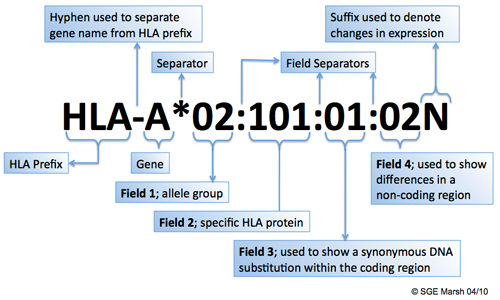 Hyphen used to separate
gene name from HLA prefix
Suffix used to denote
changes in expression
Separator
Field Separators
HLA-A*02:101:01:02N
HLA Prefix
Gene
Field 4; used to show
differences in a
non-coding region
Field 1; allele group
Field 2; specific HLA protein
Field 3; used to show a synonymous DNA
substitution within the coding region
© SGE Marsh 04/10